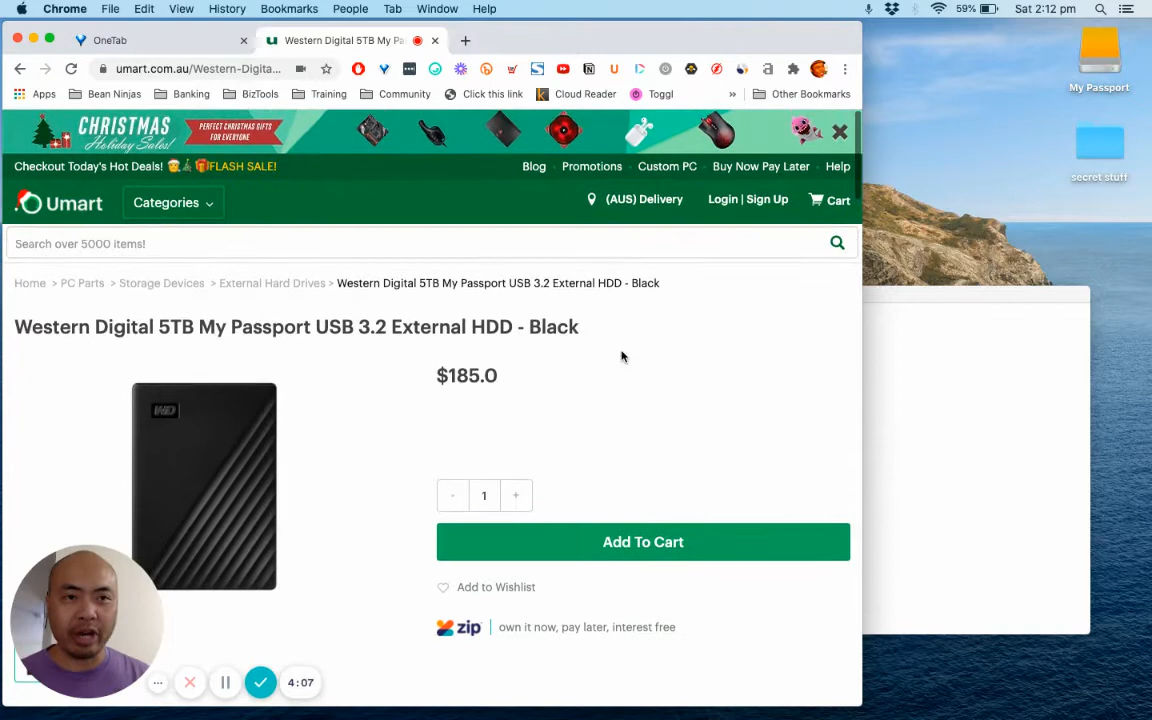 Chrome File Edit View History Bookmarks People Tab Window Help 59% Sat 2:12 pm
OneTab Western Digital 5TB My Pa
umart.com.au/Western-Digita...
Apps Bean Ninjas Banking BizTools Training Community Click this link Cloud Reader Toggl » Other Bookmarks
My Passport
secret stuff
CHRISTMAS
Holiday Sales!
PERFECT CHRISTMAS GIFTS
FOR EVERYONE
Checkout Today's Hot Deals! FLASH SALE! Blog Promotions Custom PC Buy Now Pay Later Help
Umart Categories (AUS) Delivery Login | Sign Up Cart
Search over 5000 items!
Home > PC Parts > Storage Devices > External Hard Drives > Western Digital 5TB My Passport USB 3.2 External HDD - Black
Western Digital 5TB My Passport USB 3.2 External HDD - Black
$185.0
WD
- 1 +
Add To Cart
Add to Wishlist
zip own it now, pay later, interest free
4:07